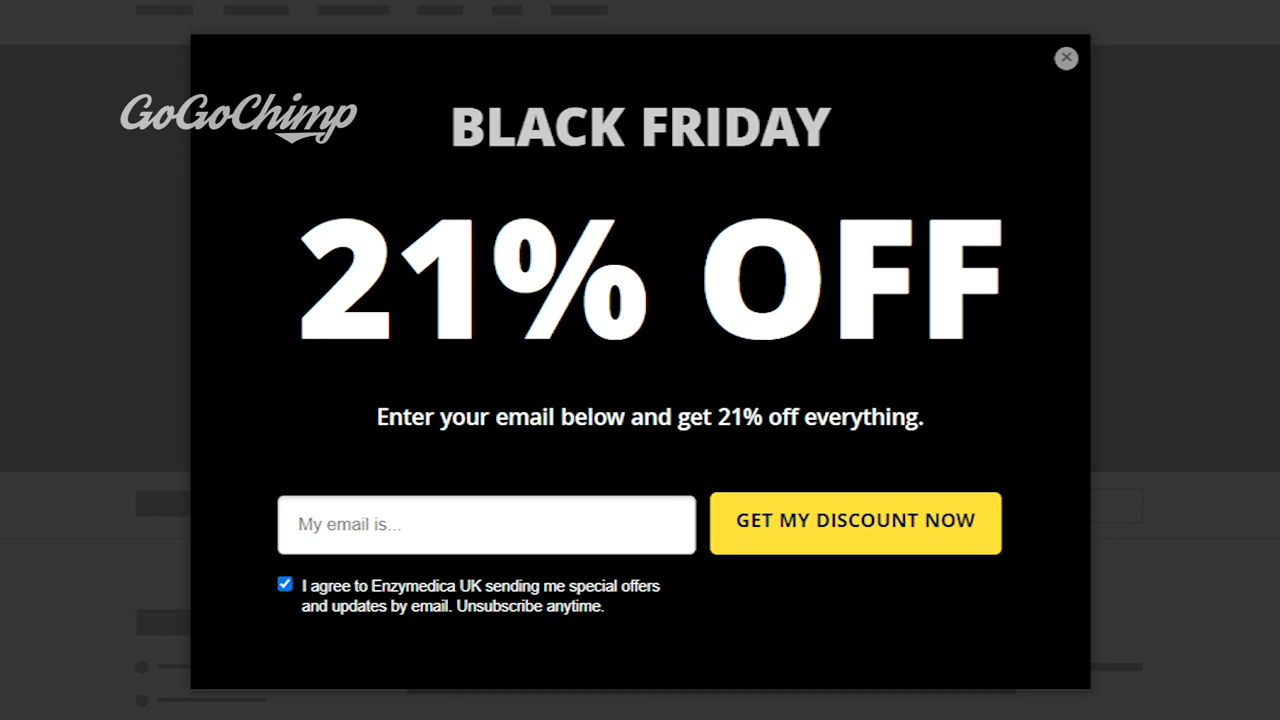 GoGoChimp
BLACK FRIDAY
21% OFF
Enter your email below and get 21% off everything.
My email is...
GET MY DISCOUNT NOW
I agree to Enzymedica UK sending me special offers
and updates by email. Unsubscribe anytime.